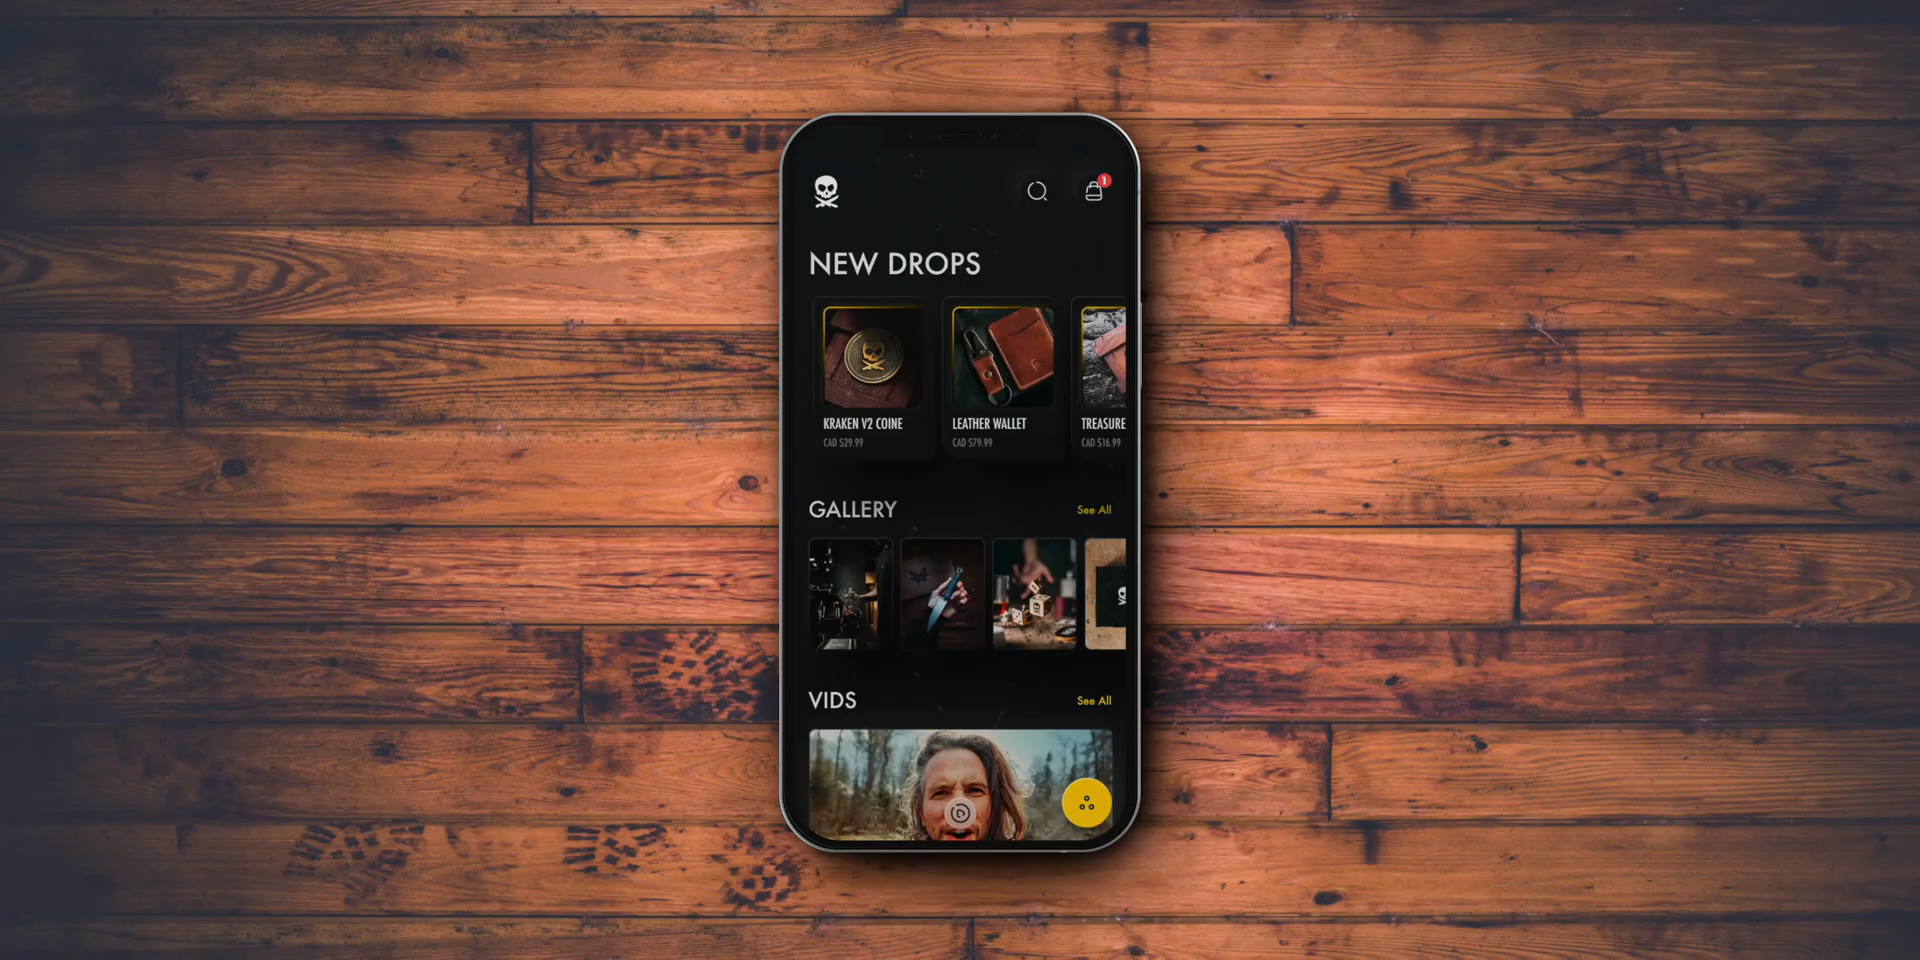 1
NEW DROPS
KRAKEN V2 COINE
LEATHER WALLET
TREASURE
CAD $29.99
CAD $79.99
CAD $16.99
GALLERY
See All
VIDS
See All